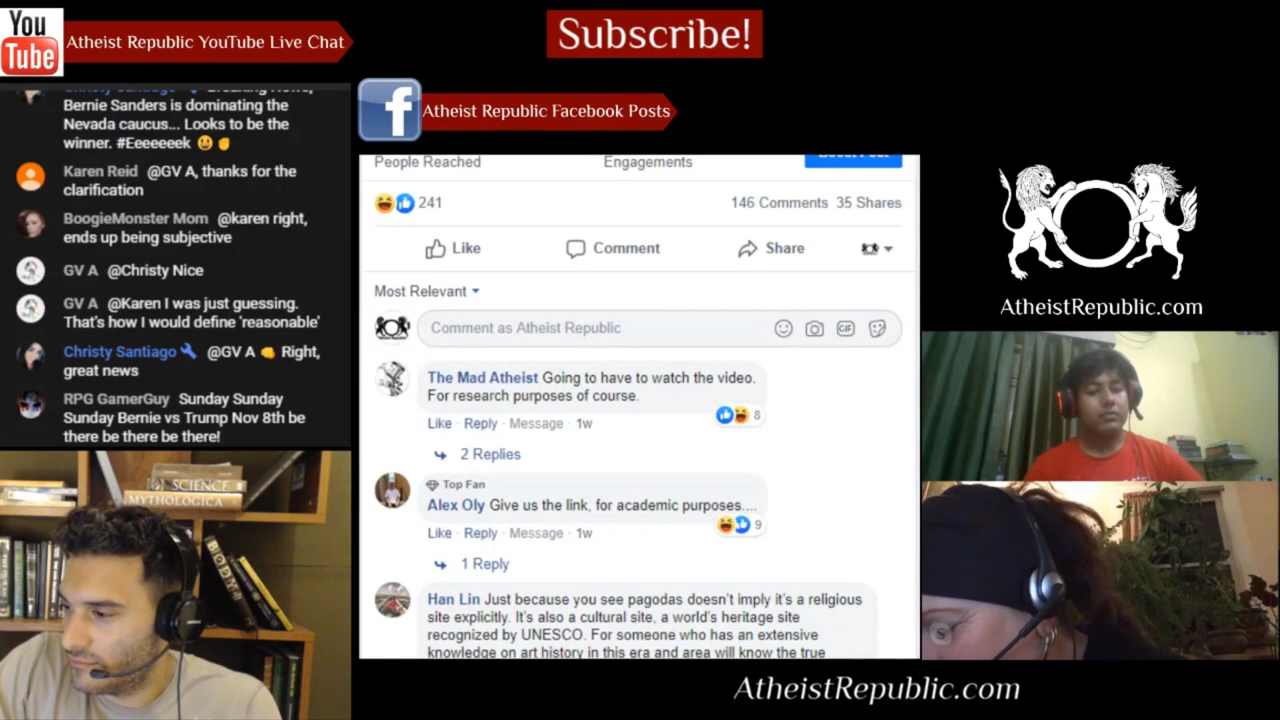 You
Tube
Atheist Republic YouTube Live Chat
Subscribe!
Atheist Republic Facebook Posts
Bernie Sanders is dominating the
Nevada caucus... Looks to be the
winner. #Eeeeeeek 😃✊
Karen Reid @GV A, thanks for the
clarification
BoogieMonster Mom @karen right,
ends up being subjective
GV A @Christy Nice
GV A @Karen I was just guessing.
That's how I would define 'reasonable'
Christy Santiago @GV A 👊 Right,
great news
RPG GamerGuy Sunday Sunday
Sunday Bernie vs Trump Nov 8th be
there be there be there!
People Reached
Engagements
Boost Post
241
146 Comments 35 Shares
Like
Comment
Share
Most Relevant
Comment as Atheist Republic
GIF
The Mad Atheist Going to have to watch the video.
For research purposes of course.
8
Like · Reply · Message · 1w
2 Replies
Top Fan
Alex Oly Give us the link, for academic purposes....
9
Like · Reply · Message · 1w
1 Reply
Han Lin Just because you see pagodas doesn't imply it's a religious
site explicitly. It's also a cultural site, a world's heritage site
recognized by UNESCO. For someone who has an extensive
knowledge on art history in this era and area will know the true
AtheistRepublic.com
SCIENCE
MYTHOLOGICA
BODY
AtheistRepublic.com